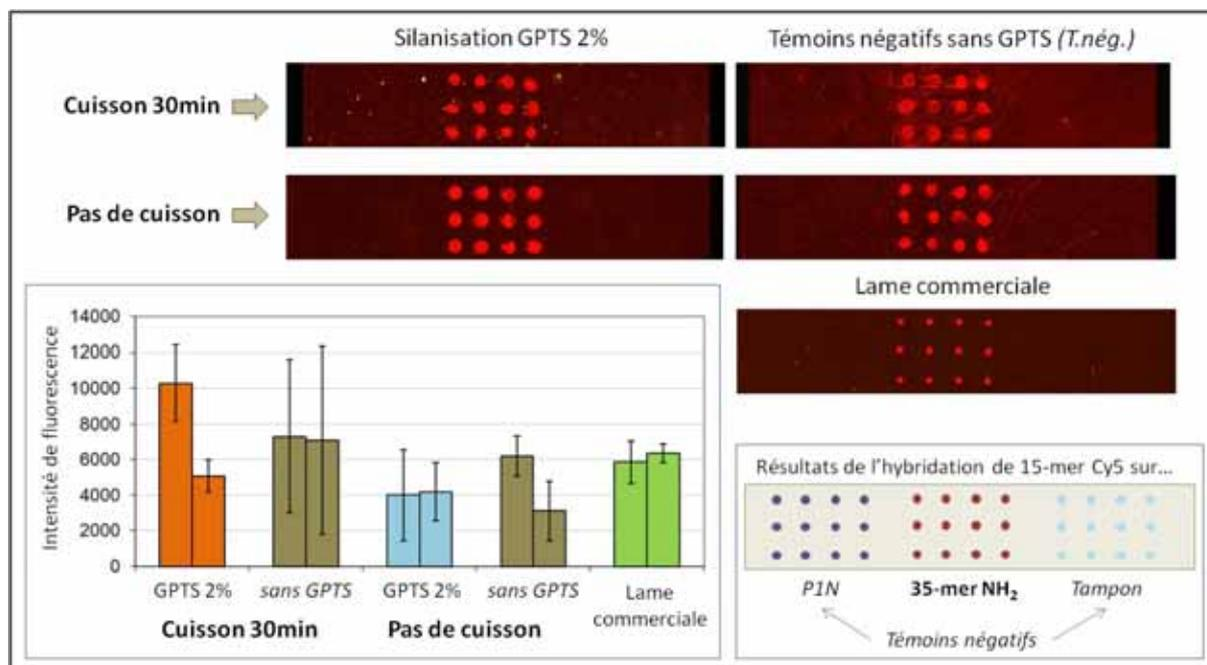 Silanisation GPTS 2%
Témoins négatifs sans GPTS (T.nég.)
Cuisson 30min
Pas de cuisson
Lame commerciale
Intensité de fluorescence
14000
12000
10000
8000
6000
4000
2000
0
GPTS 2%
sans GPTS
GPTS 2%
sans GPTS
Lame
commerciale
Cuisson 30min
Pas de cuisson
Résultats de l'hybridation de 15-mer Cy5 sur...
P1N
35-mer NH₂
Tampon
Témoins négatifs